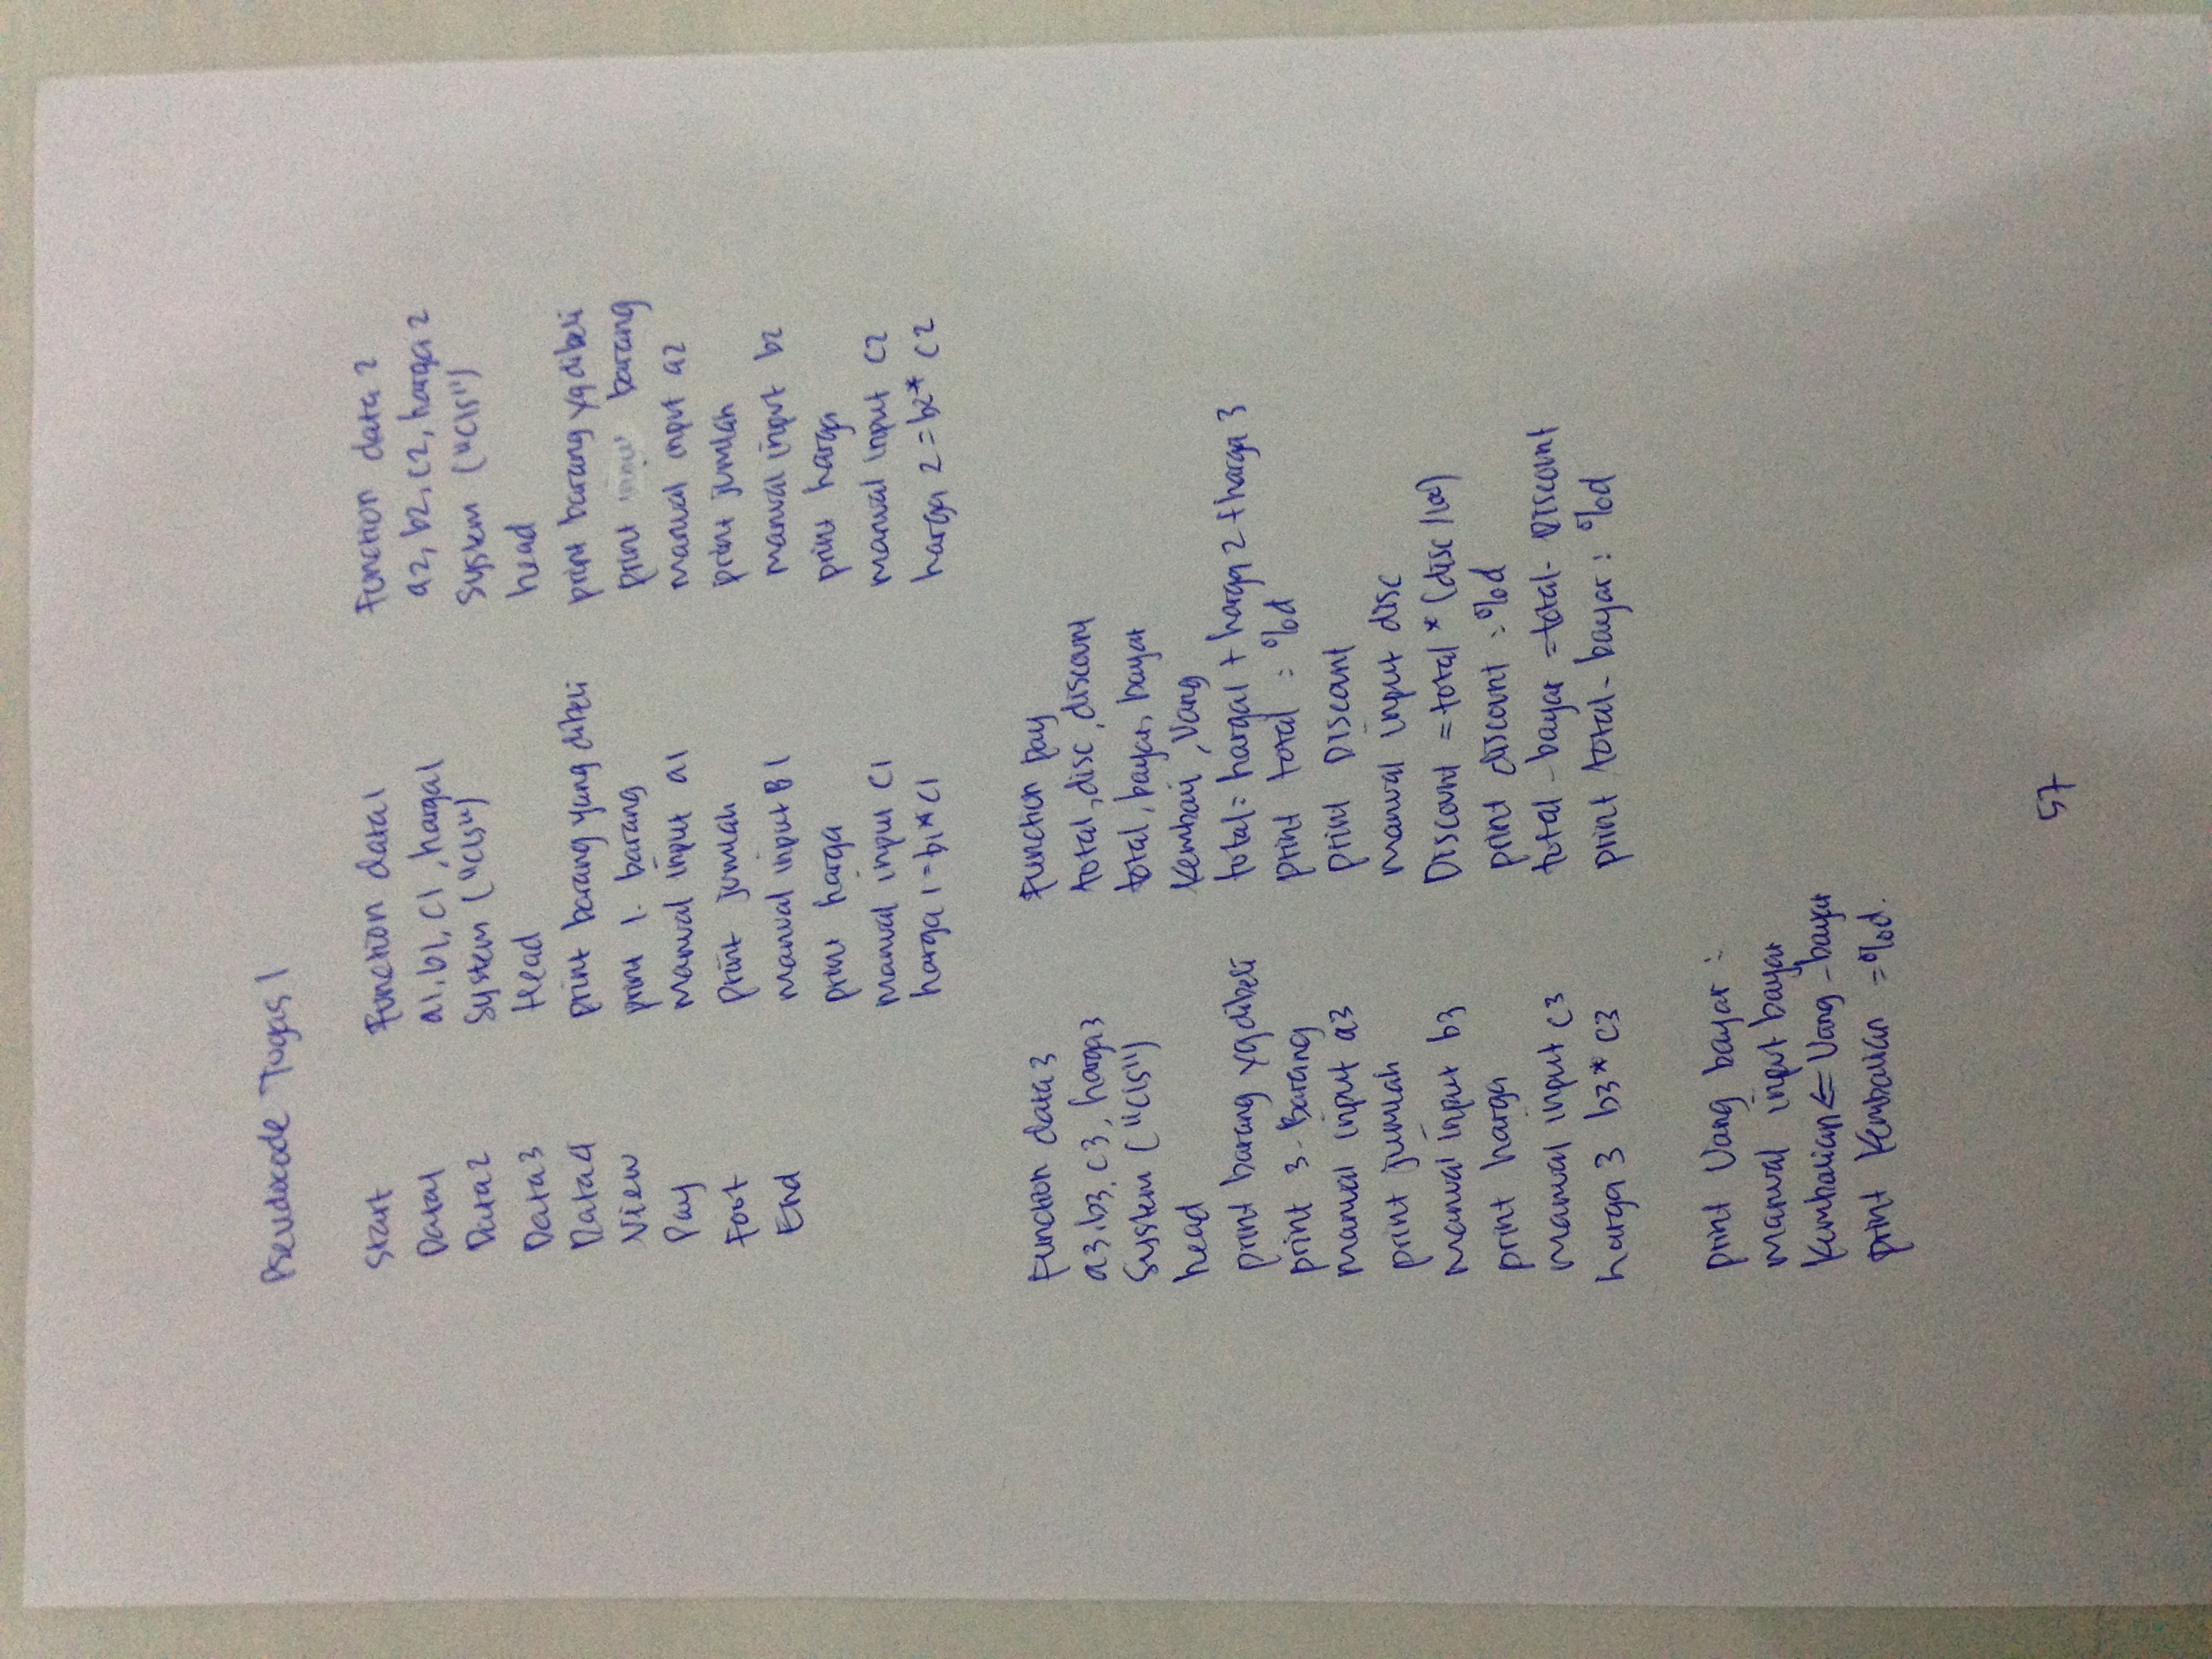 Pseudocode Tugas 1
Start
Data1
Data2
Data3
Data4
View
Pay
Foot
End
Function data1
a1, b1, c1, harga1
System ("cls")
Head
print barang yang dibeli
print 1. barang
manual input a1
print jumlah
manual input B1
print harga
manual input C1
harga 1 = b1 * c1
Function data 2
a2, b2, c2, harga 2
System ("cls")
head
print barang yg dibeli
print barang
manual input a2
print jumlah
manual input b2
print harga
manual input c2
harga 2 = b2 * c2
Function data 3
a3, b3, c3, harga3
System ("cls")
head
print barang yg dibeli
print 3 - Barang
manual input a3
print jumlah
manual input b3
print harga
manual input c3
harga 3 b3 * c3
Function pay
total, disc, discount
total, bayar, bayar
Kembali, Uang
total = harga1 + harga 2 + harga 3
print total : %d
print Discount
manual input disc
Discount = total * (disc / 100)
print discount : %d
total - bayar = total - Discount
print total - bayar : %d
print Uang bayar :
manual input bayar
Kembalian ⇐ Uang - bayar
print Kembalian = %d.
57